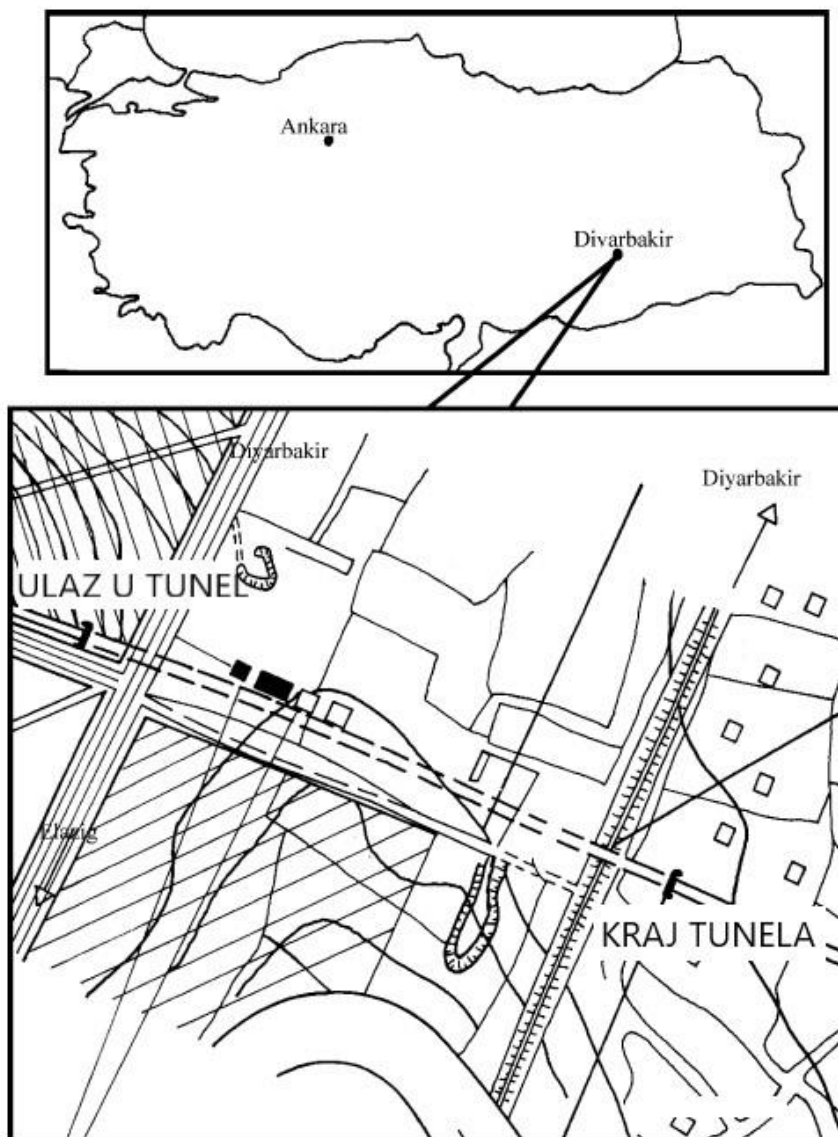 Ankara
Divarbakir
Diyarbakir
Diyarbakir
ULAZ U TUNEL
Elazig
KRAJ TUNELA